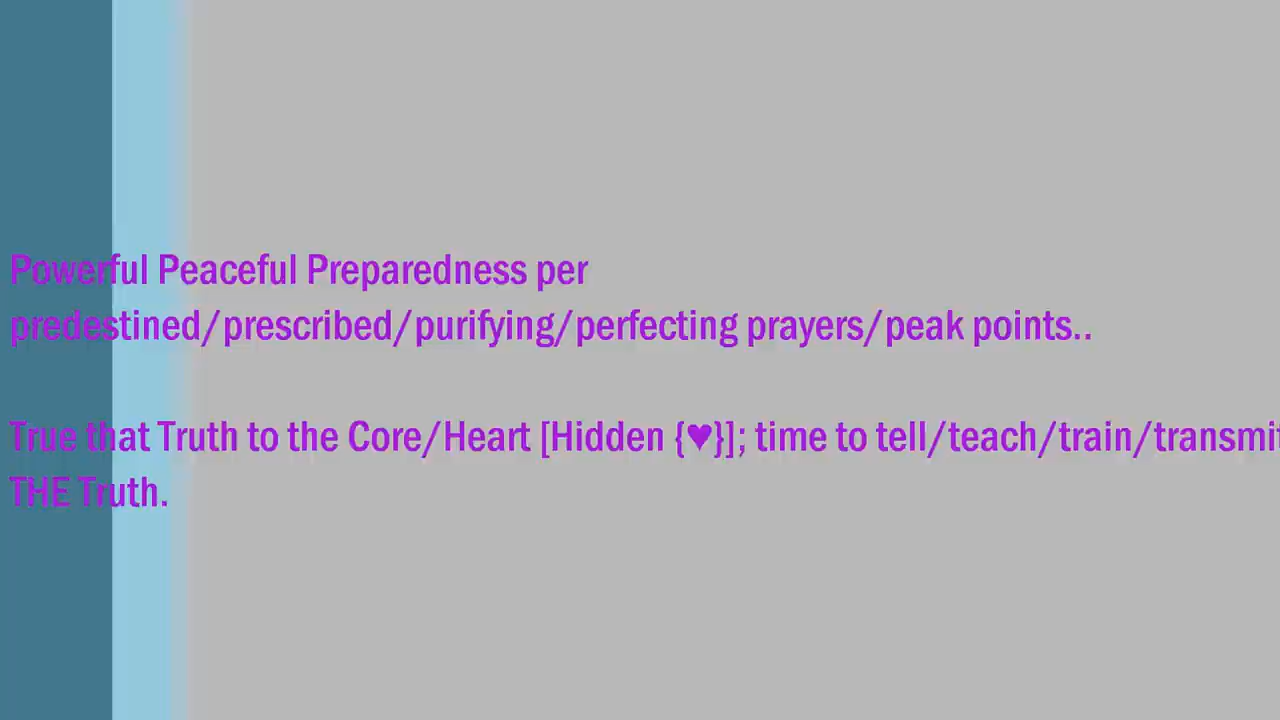 Powerful Peaceful Preparedness per
predestined/prescribed/purifying/perfecting prayers/peak points..
True that Truth to the Core/Heart [Hidden {♥}]; time to tell/teach/train/transmit
THE Truth.